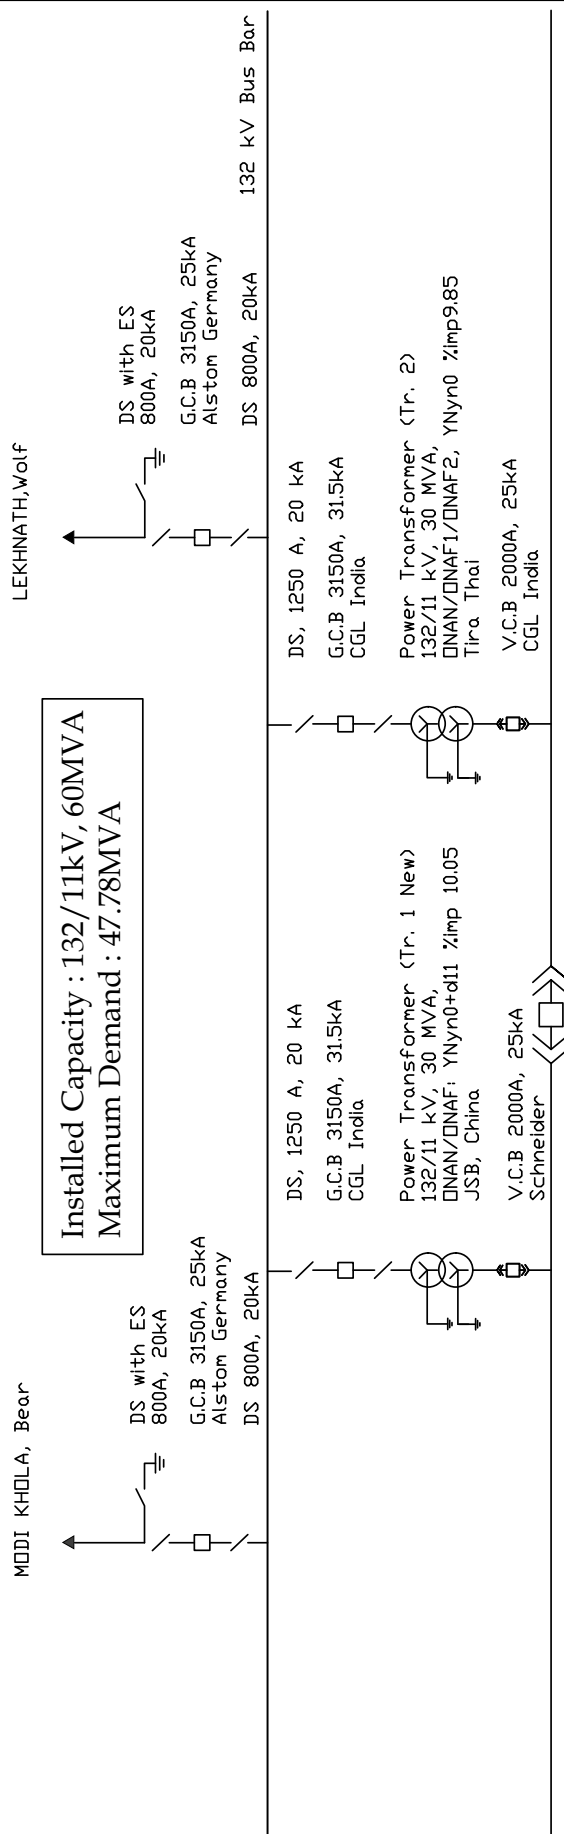 MODI KHOLA, Bear
LEKHNATH,Wolf
Installed Capacity : 132/11kV, 60MVA
Maximum Demand : 47.78MVA
DS with ES
800A, 20kA
G.C.B 3150A, 25kA
Alstom Germany
DS 800A, 20kA
DS with ES
800A, 20kA
G.C.B 3150A, 25kA
Alstom Germany
DS 800A, 20kA
132 kV Bus Bar
DS, 1250 A, 20 kA
G.C.B 3150A, 31.5kA
CGL India
Power Transformer (Tr. 1 New)
132/11 kV, 30 MVA,
ONAN/ONAF: YNyn0+d11 %Imp 10.05
JSB, China
V.C.B 2000A, 25kA
Schneider
DS, 1250 A, 20 kA
G.C.B 3150A, 31.5kA
CGL India
Power Transformer (Tr. 2)
132/11 kV, 30 MVA,
ONAN/ONAF1/ONAF2, YNyn0 %Imp9.85
Tira Thai
V.C.B 2000A, 25kA
CGL India